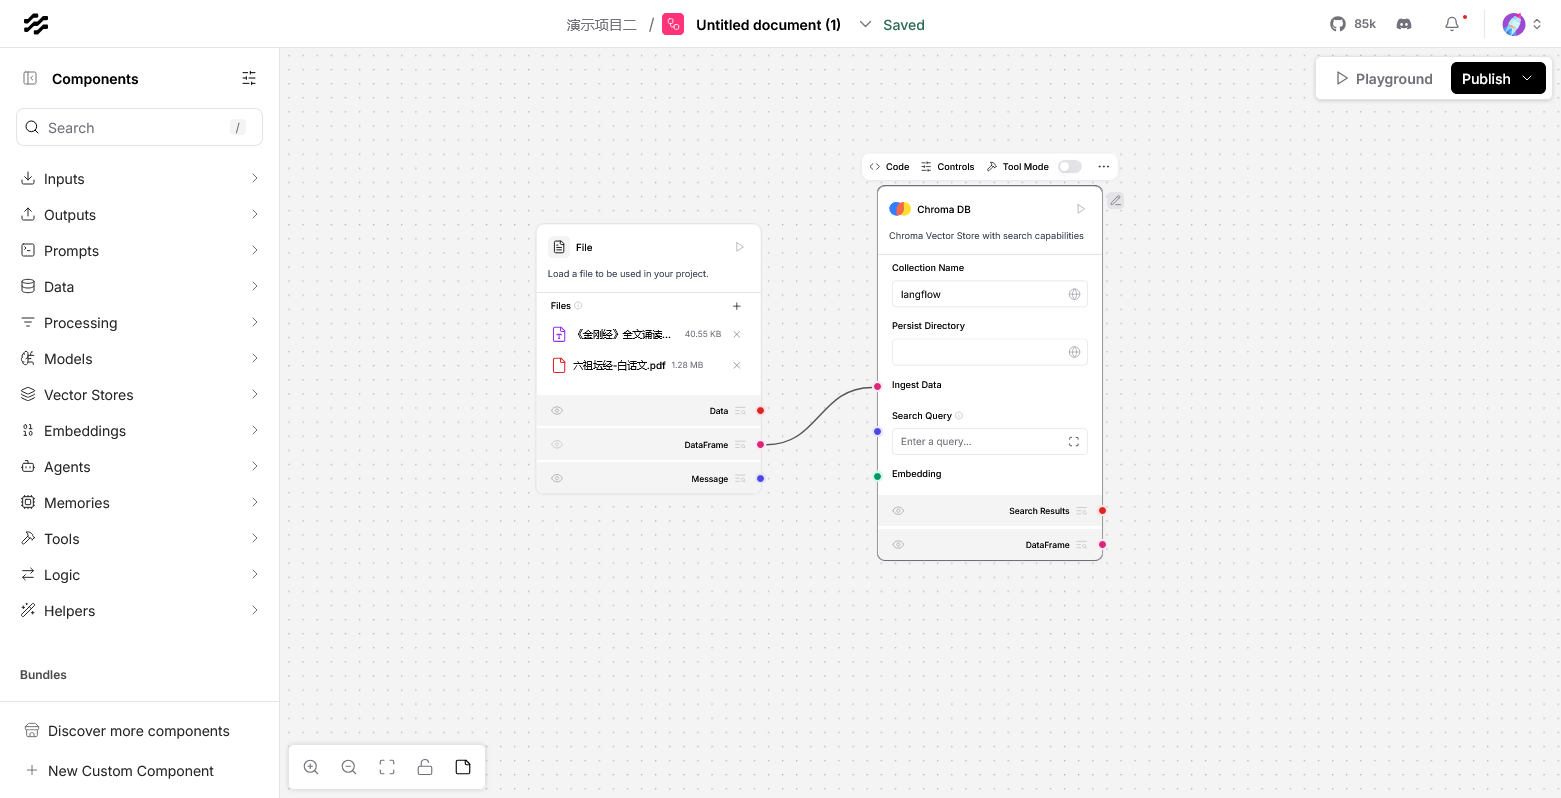 演示项目二 / Untitled document (1) Saved
85k
Components
Search /
Inputs
Outputs
Prompts
Data
Processing
Models
Vector Stores
Embeddings
Agents
Memories
Tools
Logic
Helpers
Bundles
Discover more components
New Custom Component
Playground
Publish
File
Load a file to be used in your project.
Files
《金刚经》全文诵读... 40.55 KB
六祖坛经-白话文.pdf 1.28 MB
Data
DataFrame
Message
Code Controls Tool Mode
Chroma DB
Chroma Vector Store with search capabilities
Collection Name
langflow
Persist Directory
Ingest Data
Search Query
Enter a query...
Embedding
Search Results
DataFrame